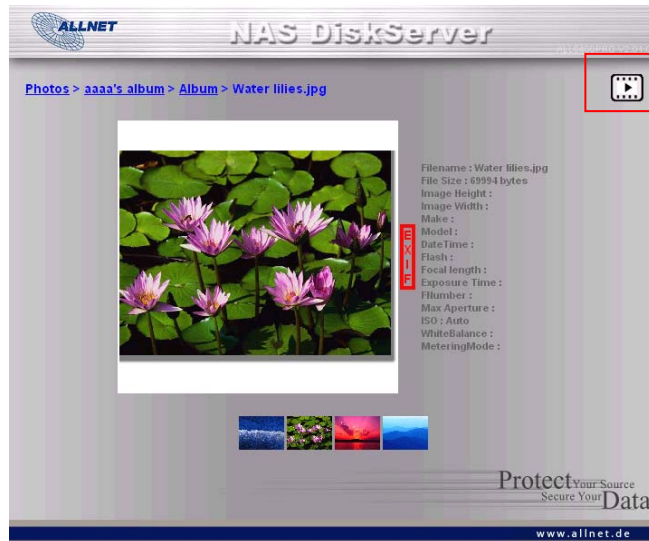 ALLNET
NAS DiskServer
Photos > aaaa's album > Album > Water lilies.jpg
Filename : Water lilies.jpg
File Size : 69994 bytes
Image Height :
Image Width :
Make :
Model :
DateTime :
Flash :
Focal length :
Exposure Time :
FNumber :
Max Aperture :
ISO : Auto
WhiteBalance :
MeteringMode :
EXIF
Protect Your Source
Secure Your Data
www.allnet.de